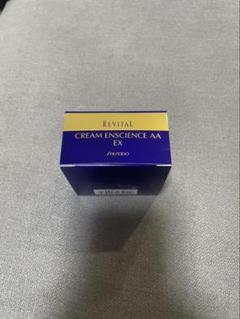 REVITAL
CREAM ENSCIENCE AA
EX
SHISEIDO